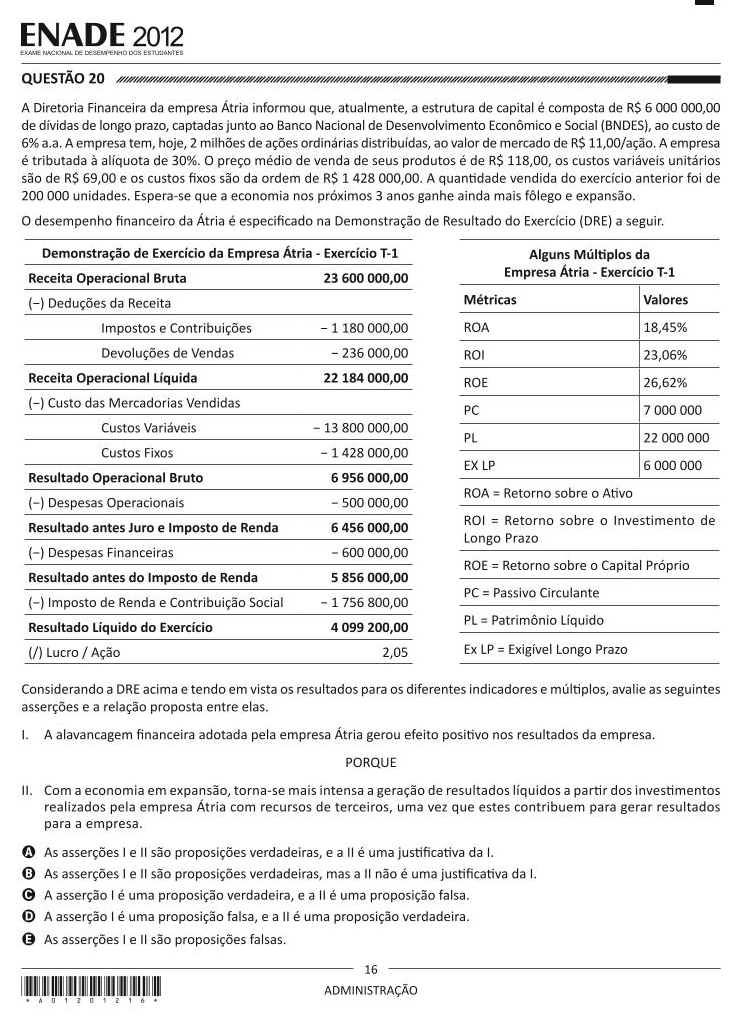 ENADE 2012
EXAME NACIONAL DE DESEMPENHO DOS ESTUDANTES
QUESTÃO 20
A Diretoria Financeira da empresa Átria informou que, atualmente, a estrutura de capital é composta de R$ 6 000 000,00
de dívidas de longo prazo, captadas junto ao Banco Nacional de Desenvolvimento Econômico e Social (BNDES), ao custo de
6% a.a. A empresa tem, hoje, 2 milhões de ações ordinárias distribuídas, ao valor de mercado de R$ 11,00/ação. A empresa
é tributada à alíquota de 30%. O preço médio de venda de seus produtos é de R$ 118,00, os custos variáveis unitários
são de R$ 69,00 e os custos fixos são da ordem de R$ 1 428 000,00. A quantidade vendida do exercício anterior foi de
200 000 unidades. Espera-se que a economia nos próximos 3 anos ganhe ainda mais fôlego e expansão.
O desempenho financeiro da Átria é especificado na Demonstração de Resultado do Exercício (DRE) a seguir.
Demonstração de Exercício da Empresa Átria - Exercício T-1
Receita Operacional Bruta 23 600 000,00
(−) Deduções da Receita
Impostos e Contribuições − 1 180 000,00
Devoluções de Vendas − 236 000,00
Receita Operacional Líquida 22 184 000,00
(−) Custo das Mercadorias Vendidas
Custos Variáveis − 13 800 000,00
Custos Fixos − 1 428 000,00
Resultado Operacional Bruto 6 956 000,00
(−) Despesas Operacionais − 500 000,00
Resultado antes Juro e Imposto de Renda 6 456 000,00
(−) Despesas Financeiras − 600 000,00
Resultado antes do Imposto de Renda 5 856 000,00
(−) Imposto de Renda e Contribuição Social − 1 756 800,00
Resultado Líquido do Exercício 4 099 200,00
(/) Lucro / Ação 2,05
Alguns Múltiplos da
Empresa Átria - Exercício T-1
Métricas Valores
ROA 18,45%
ROI 23,06%
ROE 26,62%
PC 7 000 000
PL 22 000 000
EX LP 6 000 000
ROA = Retorno sobre o Ativo
ROI = Retorno sobre o Investimento de
Longo Prazo
ROE = Retorno sobre o Capital Próprio
PC = Passivo Circulante
PL = Patrimônio Líquido
Ex LP = Exigível Longo Prazo
Considerando a DRE acima e tendo em vista os resultados para os diferentes indicadores e múltiplos, avalie as seguintes
asserções e a relação proposta entre elas.
I. A alavancagem financeira adotada pela empresa Átria gerou efeito positivo nos resultados da empresa.
PORQUE
II. Com a economia em expansão, torna-se mais intensa a geração de resultados líquidos a partir dos investimentos
realizados pela empresa Átria com recursos de terceiros, uma vez que estes contribuem para gerar resultados
para a empresa.
A As asserções I e II são proposições verdadeiras, e a II é uma justificativa da I.
B As asserções I e II são proposições verdadeiras, mas a II não é uma justificativa da I.
C A asserção I é uma proposição verdadeira, e a II é uma proposição falsa.
D A asserção I é uma proposição falsa, e a II é uma proposição verdadeira.
E As asserções I e II são proposições falsas.
16
ADMINISTRAÇÃO
* A 0 1 2 0 1 2 1 6 *